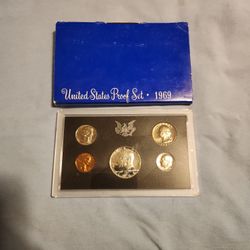 United States Proof Set · 1969